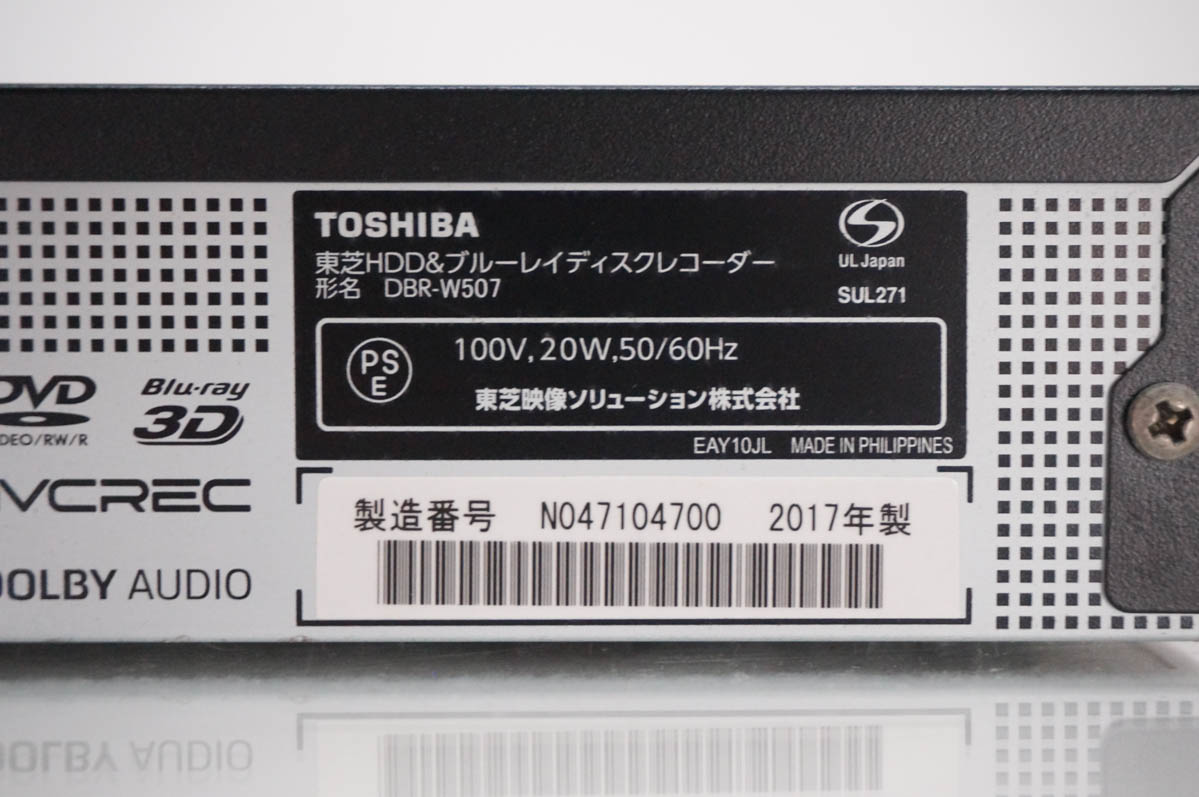 TOSHIBA
東芝HDD&ブルーレイディスクレコーダー
形名 DBR-W507
UL Japan
SUL271
PS
E
100V,20W,50/60Hz
東芝映像ソリューション株式会社
EAY10JL MADE IN PHILIPPINES
DVD
Blu-ray
3D
/RW/R
AUDIO
製造番号 N047104700 2017年製